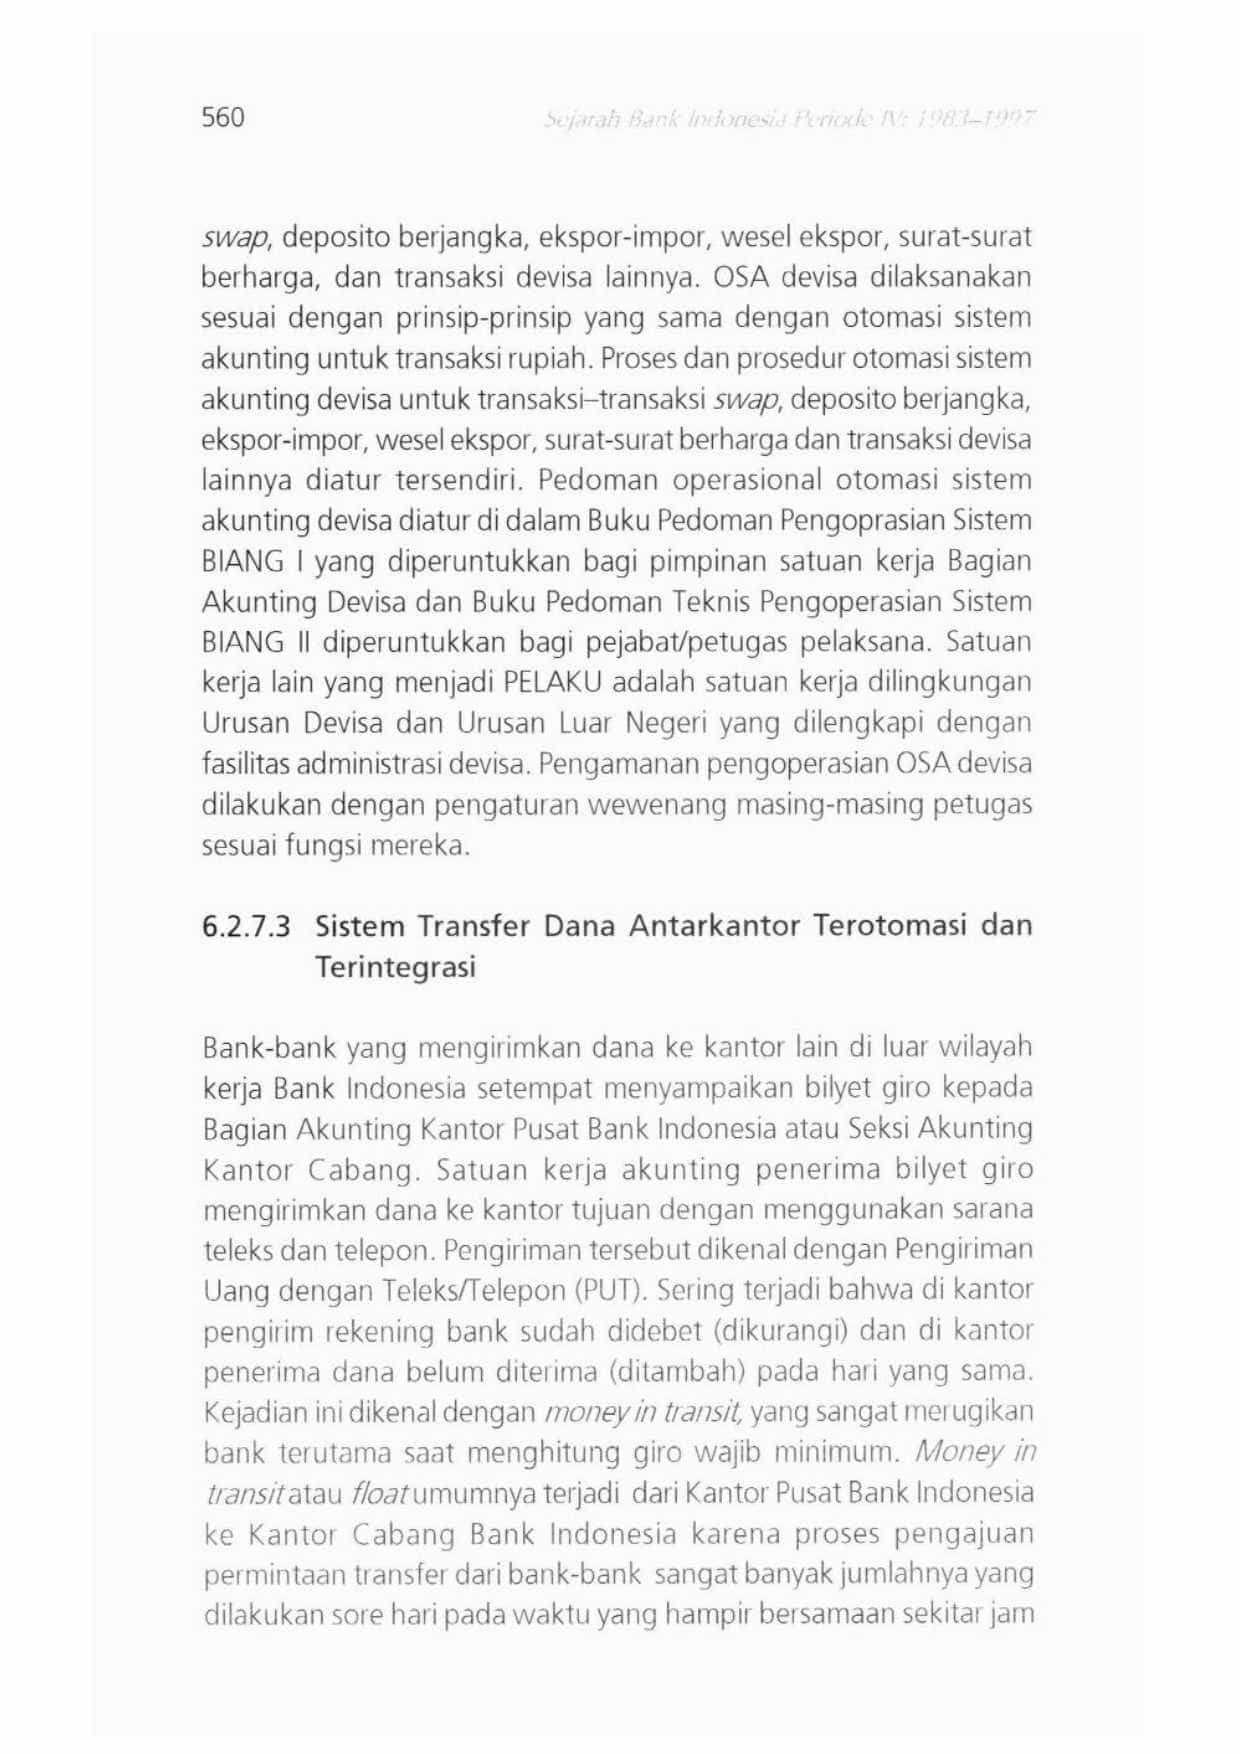 560
Sejarah Bank Indonesia Periode IV: 1983–1997
swap, deposito berjangka, ekspor-impor, wesel ekspor, surat-surat
berharga, dan transaksi devisa lainnya. OSA devisa dilaksanakan
sesuai dengan prinsip-prinsip yang sama dengan otomasi sistem
akunting untuk transaksi rupiah. Proses dan prosedur otomasi sistem
akunting devisa untuk transaksi–transaksi swap, deposito berjangka,
ekspor-impor, wesel ekspor, surat-surat berharga dan transaksi devisa
lainnya diatur tersendiri. Pedoman operasional otomasi sistem
akunting devisa diatur di dalam Buku Pedoman Pengoprasian Sistem
BIANG I yang diperuntukkan bagi pimpinan satuan kerja Bagian
Akunting Devisa dan Buku Pedoman Teknis Pengoperasian Sistem
BIANG II diperuntukkan bagi pejabat/petugas pelaksana. Satuan
kerja lain yang menjadi PELAKU adalah satuan kerja dilingkungan
Urusan Devisa dan Urusan Luar Negeri yang dilengkapi dengan
fasilitas administrasi devisa. Pengamanan pengoperasian OSA devisa
dilakukan dengan pengaturan wewenang masing-masing petugas
sesuai fungsi mereka.
6.2.7.3 Sistem Transfer Dana Antarkantor Terotomasi dan
Terintegrasi
Bank-bank yang mengirimkan dana ke kantor lain di luar wilayah
kerja Bank Indonesia setempat menyampaikan bilyet giro kepada
Bagian Akunting Kantor Pusat Bank Indonesia atau Seksi Akunting
Kantor Cabang. Satuan kerja akunting penerima bilyet giro
mengirimkan dana ke kantor tujuan dengan menggunakan sarana
teleks dan telepon. Pengiriman tersebut dikenal dengan Pengiriman
Uang dengan Teleks/Telepon (PUT). Sering terjadi bahwa di kantor
pengirim rekening bank sudah didebet (dikurangi) dan di kantor
penerima dana belum diterima (ditambah) pada hari yang sama.
Kejadian ini dikenal dengan money in transit, yang sangat merugikan
bank terutama saat menghitung giro wajib minimum. Money in
transit atau float umumnya terjadi dari Kantor Pusat Bank Indonesia
ke Kantor Cabang Bank Indonesia karena proses pengajuan
permintaan transfer dari bank-bank sangat banyak jumlahnya yang
dilakukan sore hari pada waktu yang hampir bersamaan sekitar jam